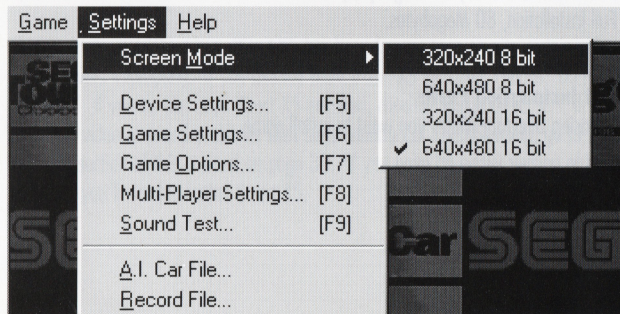 Game Settings Help
Screen Mode
320x240 8 bit
640x480 8 bit
320x240 16 bit
✓ 640x480 16 bit
Device Settings... [F5]
Game Settings... [F6]
Game Options... [F7]
Multi-Player Settings... [F8]
Sound Test... [F9]
A.I. Car File...
Record File...
Car
SEG